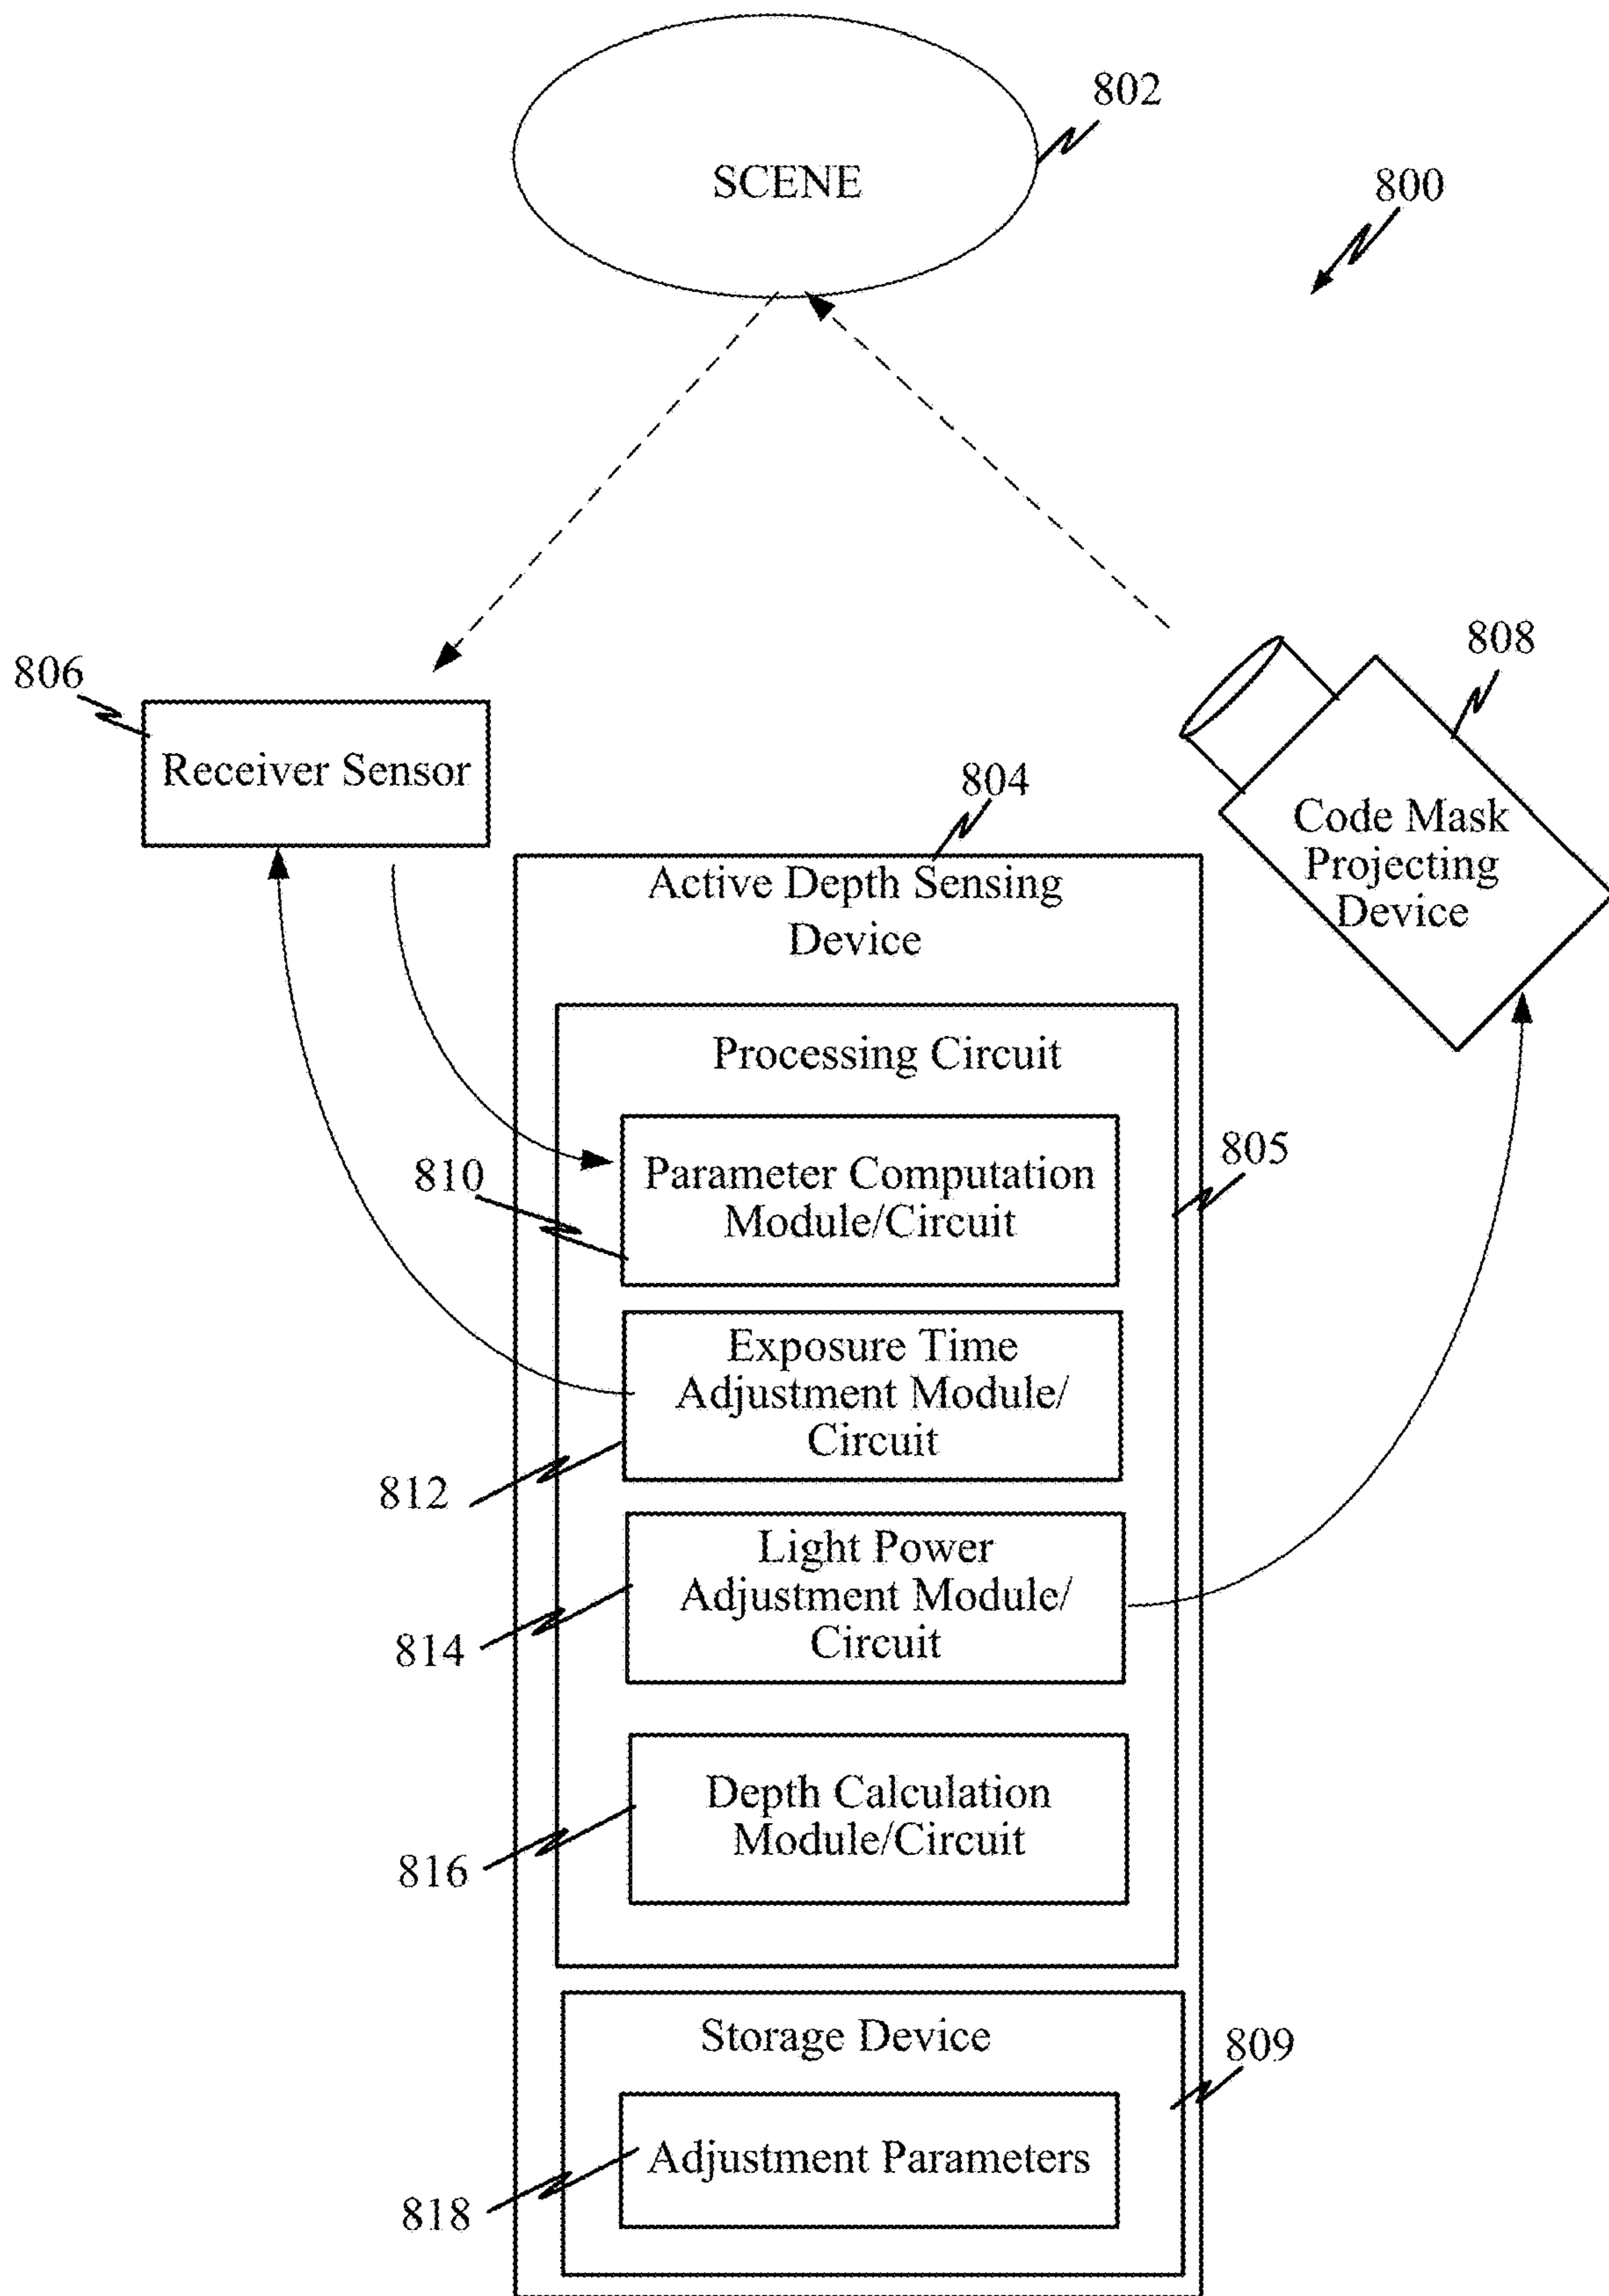 802
SCENE
800
806
808
Receiver Sensor
804
Code Mask
Projecting
Device
Active Depth Sensing
Device
Processing Circuit
805
810
Parameter Computation
Module/Circuit
Exposure Time
Adjustment Module/
Circuit
812
Light Power
Adjustment Module/
Circuit
814
Depth Calculation
Module/Circuit
816
Storage Device
809
Adjustment Parameters
818